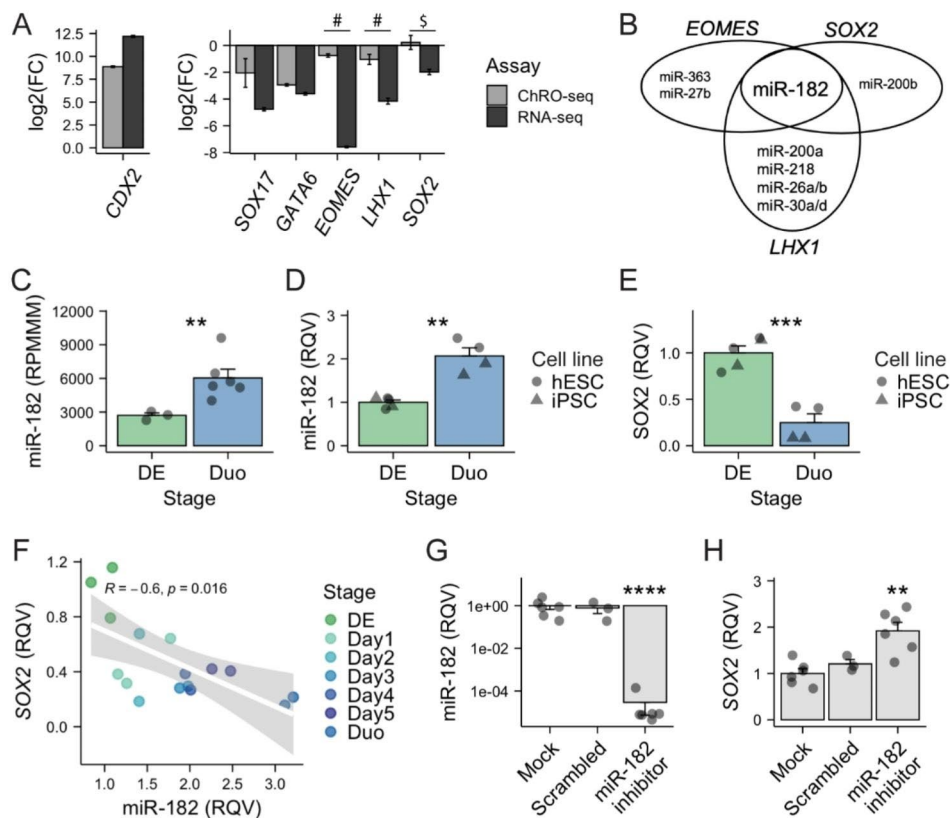 A
log2(FC)
12.5
10.0
7.5
5.0
2.5
0.0
CDX2
log2(FC)
0
-2
-4
-6
-8
# # $
SOX17
GATA6
EOMES
LHX1
SOX2
Assay
ChRO-seq
RNA-seq
B
EOMES SOX2
miR-363
miR-27b
miR-182
miR-200b
miR-200a
miR-218
miR-26a/b
miR-30a/d
LHX1
C
miR-182 (RPMMM)
12000
9000
6000
3000
0
**
DE Duo
Stage
D
miR-182 (RQV)
3
2
1
0
**
DE Duo
Stage
Cell line
hESC
iPSC
E
SOX2 (RQV)
1.0
0.5
0.0
***
DE Duo
Stage
Cell line
hESC
iPSC
F
SOX2 (RQV)
1.2
0.8
0.4
0.0
R = −0.6, p = 0.016
1.0 1.5 2.0 2.5 3.0
miR-182 (RQV)
Stage
DE
Day1
Day2
Day3
Day4
Day5
Duo
G
miR-182 (RQV)
1e+00
1e-02
1e-04
****
Mock
Scrambled
miR-182
inhibitor
H
SOX2 (RQV)
3
2
1
0
**
Mock
Scrambled
miR-182
inhibitor